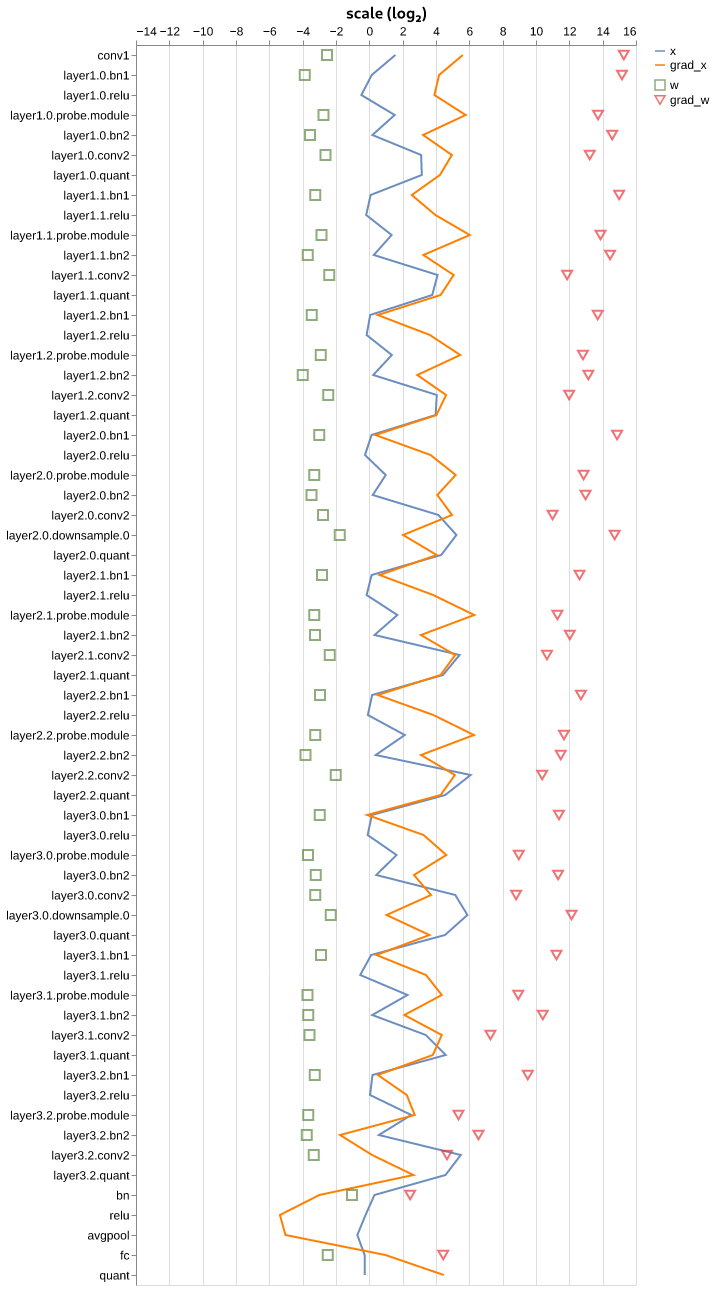 scale (log₂)
−14 −12 −10 −8 −6 −4 −2 0 2 4 6 8 10 12 14 16
conv1
layer1.0.bn1
layer1.0.relu
layer1.0.probe.module
layer1.0.bn2
layer1.0.conv2
layer1.0.quant
layer1.1.bn1
layer1.1.relu
layer1.1.probe.module
layer1.1.bn2
layer1.1.conv2
layer1.1.quant
layer1.2.bn1
layer1.2.relu
layer1.2.probe.module
layer1.2.bn2
layer1.2.conv2
layer1.2.quant
layer2.0.bn1
layer2.0.relu
layer2.0.probe.module
layer2.0.bn2
layer2.0.conv2
layer2.0.downsample.0
layer2.0.quant
layer2.1.bn1
layer2.1.relu
layer2.1.probe.module
layer2.1.bn2
layer2.1.conv2
layer2.1.quant
layer2.2.bn1
layer2.2.relu
layer2.2.probe.module
layer2.2.bn2
layer2.2.conv2
layer2.2.quant
layer3.0.bn1
layer3.0.relu
layer3.0.probe.module
layer3.0.bn2
layer3.0.conv2
layer3.0.downsample.0
layer3.0.quant
layer3.1.bn1
layer3.1.relu
layer3.1.probe.module
layer3.1.bn2
layer3.1.conv2
layer3.1.quant
layer3.2.bn1
layer3.2.relu
layer3.2.probe.module
layer3.2.bn2
layer3.2.conv2
layer3.2.quant
bn
relu
avgpool
fc
quant
x
grad_x
w
grad_w